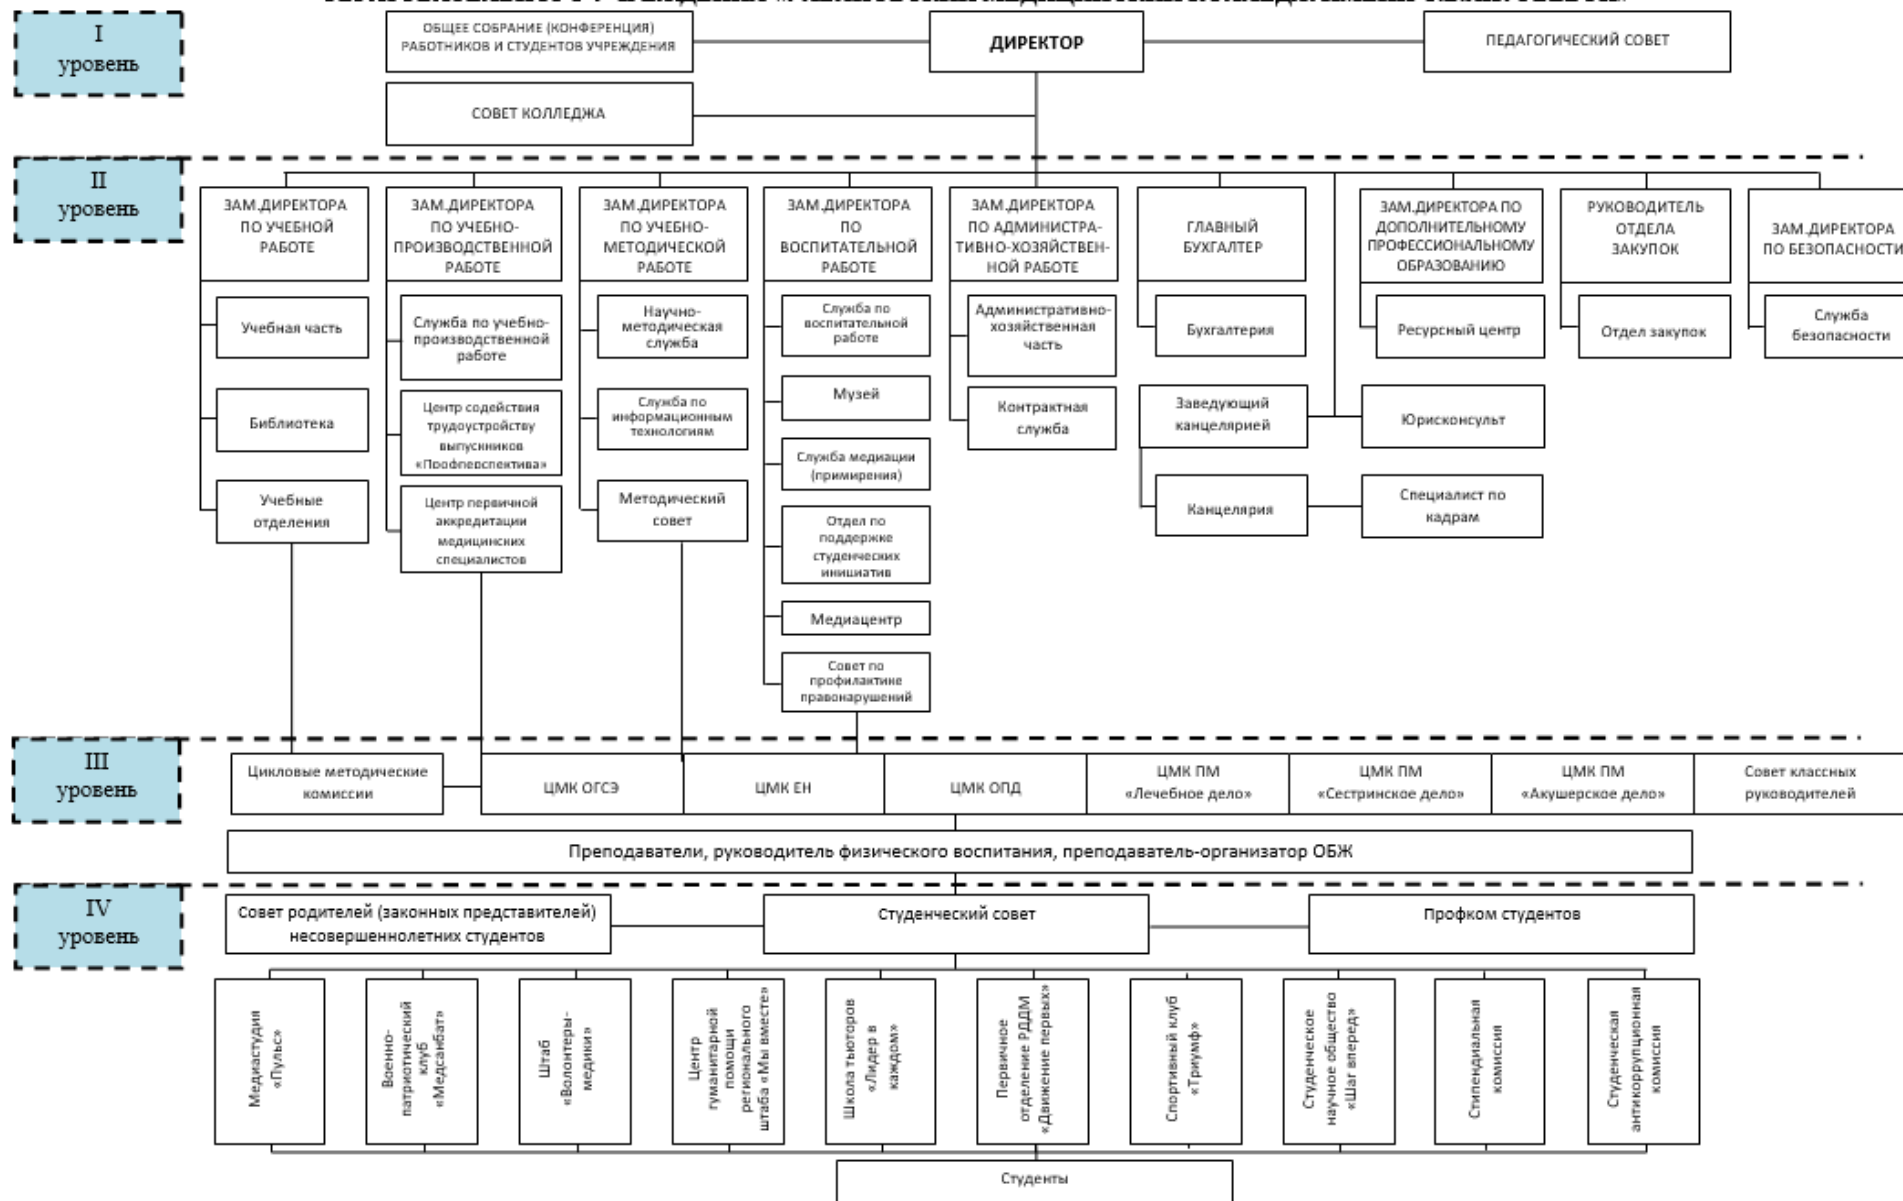 I
уровень
ОБЩЕЕ СОБРАНИЕ (КОНФЕРЕНЦИЯ)
РАБОТНИКОВ И СТУДЕНТОВ УЧРЕЖДЕНИЯ
ДИРЕКТОР
ПЕДАГОГИЧЕСКИЙ СОВЕТ
СОВЕТ КОЛЛЕДЖА
II
уровень
ЗАМ.ДИРЕКТОРА
ПО УЧЕБНОЙ
РАБОТЕ
ЗАМ.ДИРЕКТОРА
ПО УЧЕБНО-
ПРОИЗВОДСТВЕННОЙ
РАБОТЕ
ЗАМ.ДИРЕКТОРА
ПО УЧЕБНО-
МЕТОДИЧЕСКОЙ
РАБОТЕ
ЗАМ.ДИРЕКТОРА
ПО
ВОСПИТАТЕЛЬНОЙ
РАБОТЕ
ЗАМ.ДИРЕКТОРА
ПО АДМИНИСТРА-
ТИВНО-ХОЗЯЙСТВЕН-
НОЙ РАБОТЕ
ГЛАВНЫЙ
БУХГАЛТЕР
ЗАМ.ДИРЕКТОРА ПО
ДОПОЛНИТЕЛЬНОМУ
ПРОФЕССИОНАЛЬНОМУ
ОБРАЗОВАНИЮ
РУКОВОДИТЕЛЬ
ОТДЕЛА
ЗАКУПОК
ЗАМ.ДИРЕКТОРА
ПО БЕЗОПАСНОСТИ
Учебная часть
Служба по учебно-
производственной
работе
Научно-
методическая
служба
Служба по
воспитательной
работе
Административно-
хозяйственная
часть
Бухгалтерия
Ресурсный центр
Отдел закупок
Служба
безопасности
Библиотека
Центр содействия
трудоустройству
выпускников
«Профперспектива»
Служба по
информационным
технологиям
Музей
Контрактная
служба
Заведующий
канцелярией
Юрисконсульт
Служба медиации
(примирения)
Учебные
отделения
Центр первичной
аккредитации
медицинских
специалистов
Методический
совет
Отдел по
поддержке
студенческих
инициатив
Канцелярия
Специалист по
кадрам
Медиацентр
Совет по
профилактике
правонарушений
III
уровень
Цикловые методические
комиссии
ЦМК ОГСЭ
ЦМК ЕН
ЦМК ОПД
ЦМК ПМ
«Лечебное дело»
ЦМК ПМ
«Сестринское дело»
ЦМК ПМ
«Акушерское дело»
Совет классных
руководителей
Преподаватели, руководитель физического воспитания, преподаватель-организатор ОБЖ
IV
уровень
Совет родителей (законных представителей)
несовершеннолетних студентов
Студенческий совет
Профком студентов
Медиастудия
«Пульс»
Военно-
патриотический
клуб
«Медсанбат»
Штаб
«Волонтеры-
медики»
Центр
гуманитарной
помощи
регионального
штаба «Мы вместе»
Школа тьюторов
«Лидер в
каждом»
Первичное
отделение РДДМ
«Движение первых»
Спортивный клуб
«Триумф»
Студенческое
научное общество
«Шаг вперед»
Стипендиальная
комиссия
Студенческая
антикоррупционная
комиссия
Студенты